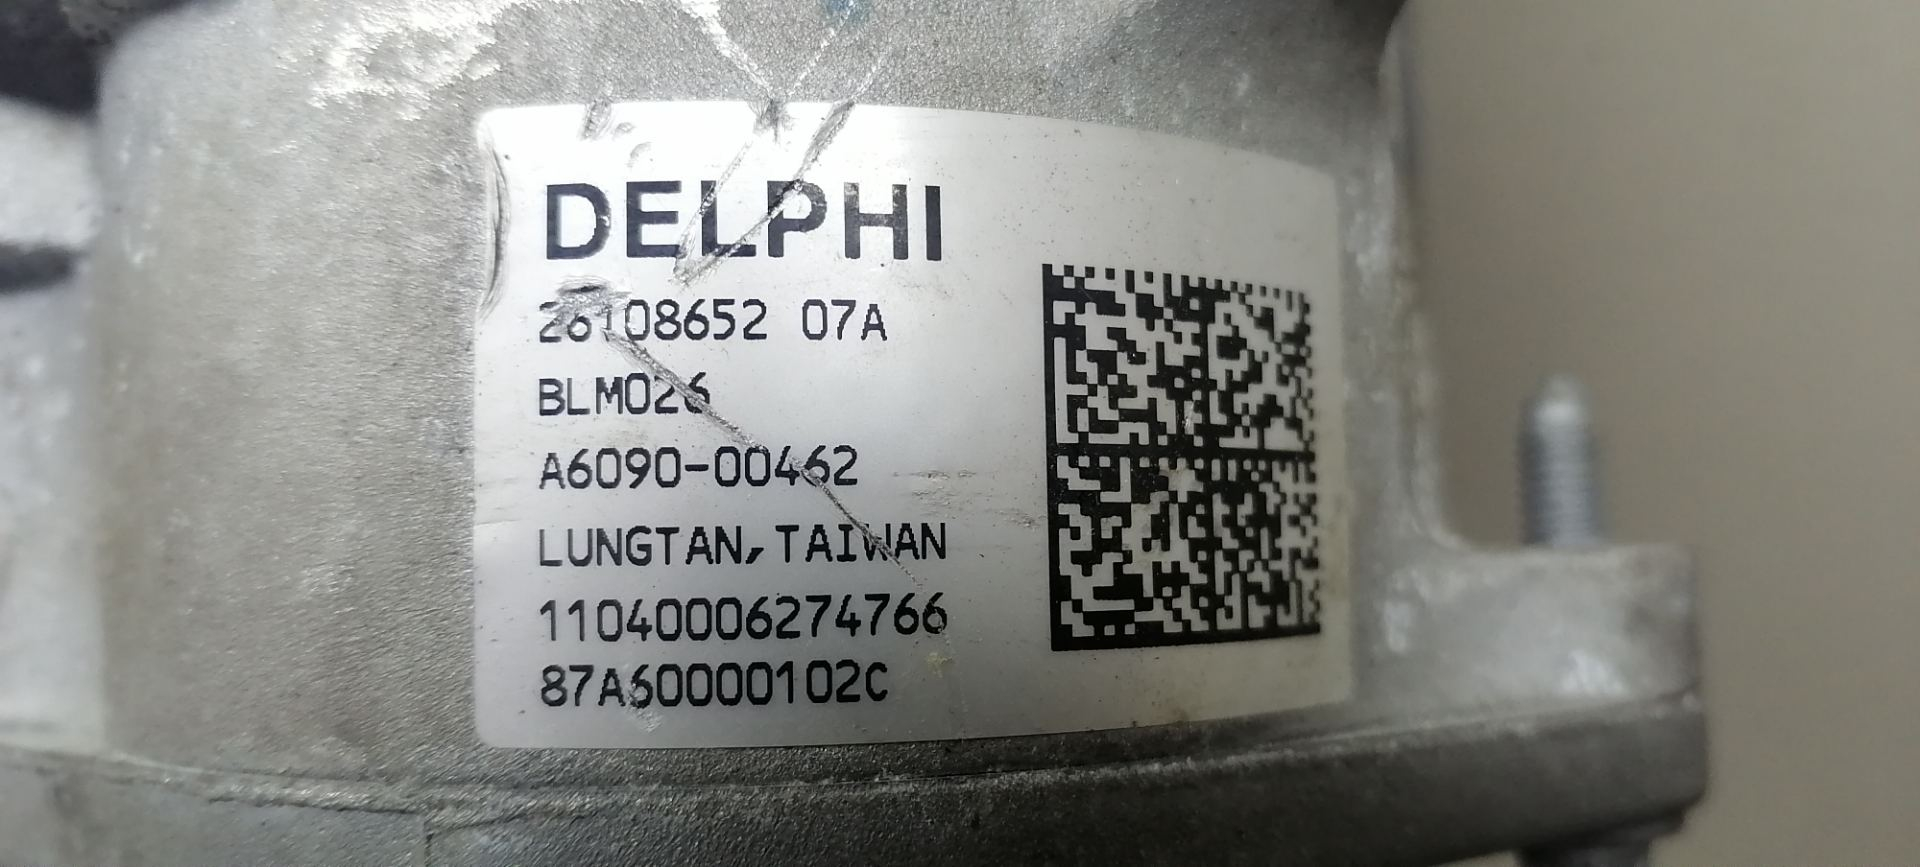 DELPHI
26108652 07A
BLM026
A6090-00462
LUNGTAN, TAIWAN
11040006274766
87A60000102C